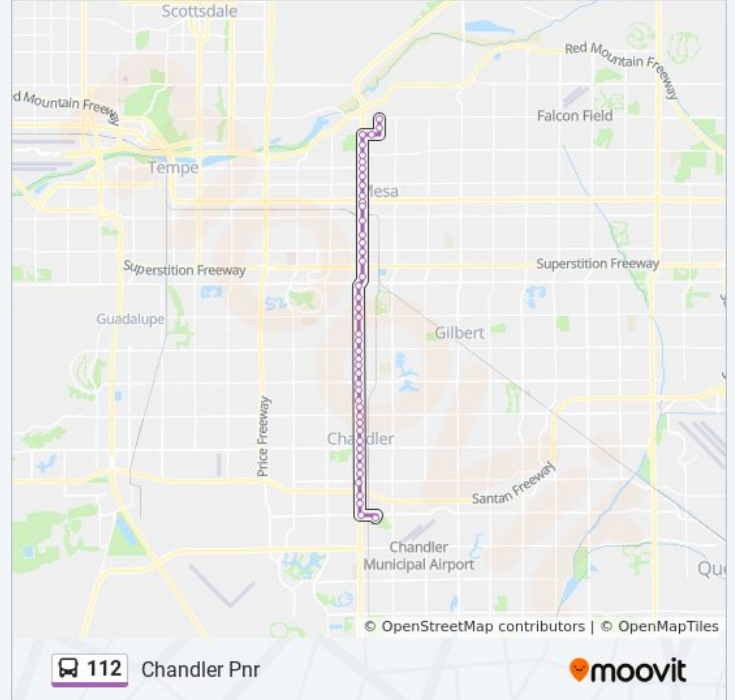 Scottsdale
Red Mountain Freeway
d Mountain Freeway
Falcon Field
Tempe
Mesa
Superstition Freeway
Superstition Freeway
Guadalupe
Gilbert
Price Freeway
Chandler
Santan Freeway
Chandler
Municipal Airport
Que
© OpenStreetMap contributors | © OpenMapTiles
112 Chandler Pnr
moovit